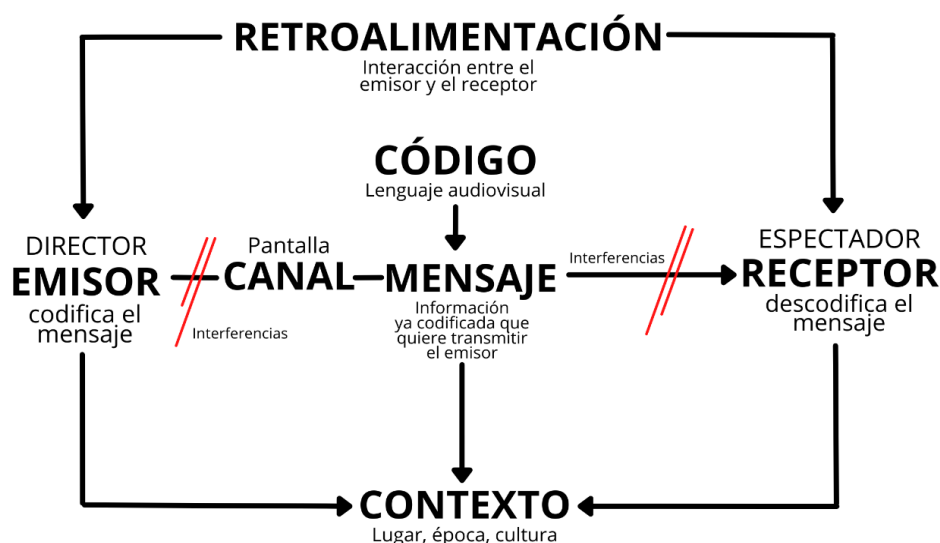 RETROALIMENTACIÓN
Interacción entre el
emisor y el receptor
CÓDIGO
Lenguaje audiovisual
DIRECTOR
EMISOR
codifica el
mensaje
Interferencias
Pantalla
CANAL
MENSAJE
Información
ya codificada que
quiere transmitir
el emisor
Interferencias
ESPECTADOR
RECEPTOR
descodifica el
mensaje
CONTEXTO
Lugar, época, cultura